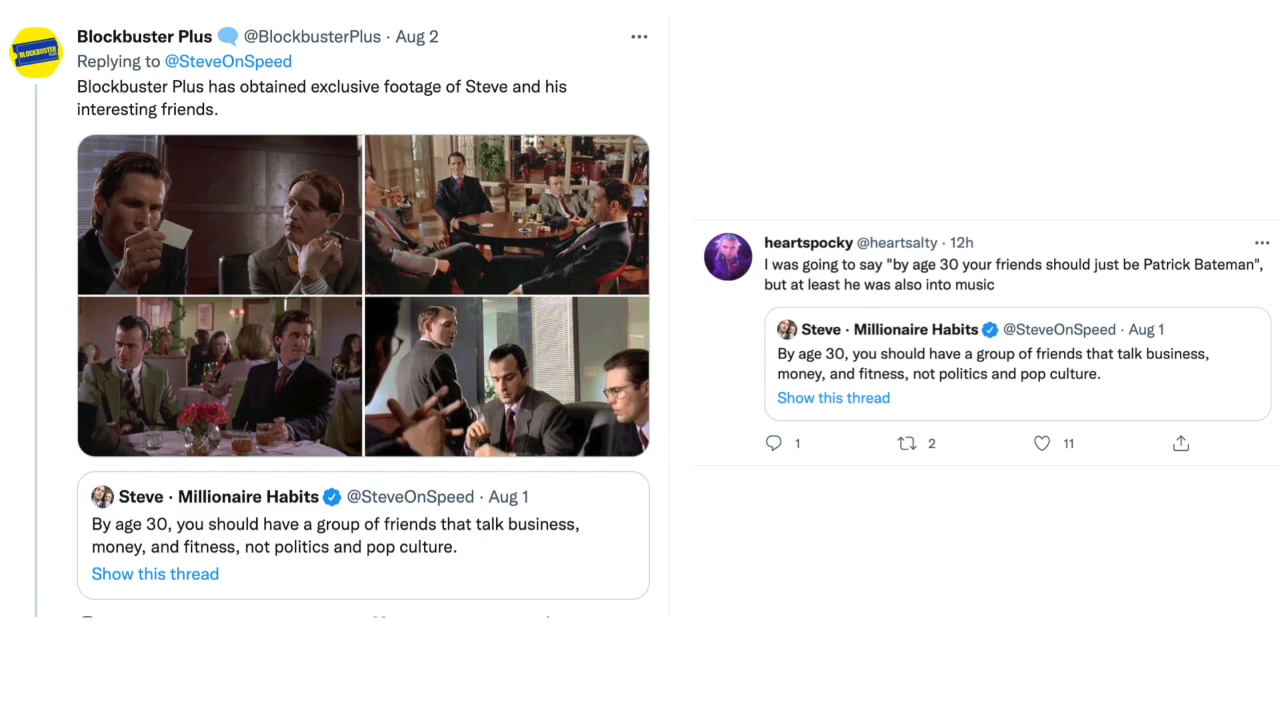 Blockbuster Plus @BlockbusterPlus · Aug 2
Replying to @SteveOnSpeed
Blockbuster Plus has obtained exclusive footage of Steve and his
interesting friends.
Steve · Millionaire Habits @SteveOnSpeed · Aug 1
By age 30, you should have a group of friends that talk business,
money, and fitness, not politics and pop culture.
Show this thread
heartspocky @heartsalty · 12h
I was going to say "by age 30 your friends should just be Patrick Bateman",
but at least he was also into music
Steve · Millionaire Habits @SteveOnSpeed · Aug 1
By age 30, you should have a group of friends that talk business,
money, and fitness, not politics and pop culture.
Show this thread
1 2 11